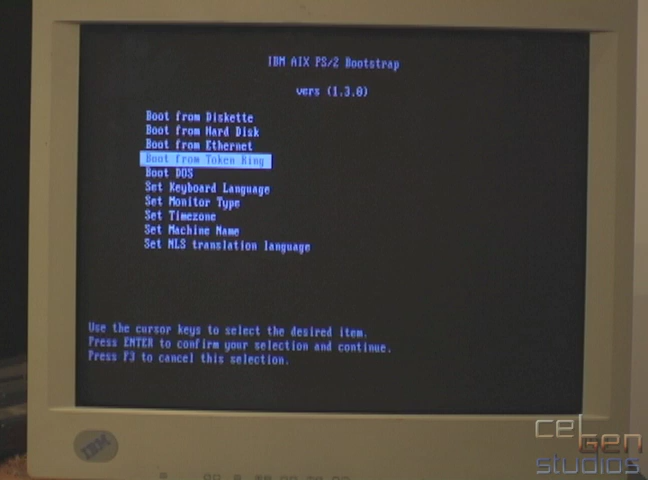 IBM AIX PS/2 Bootstrap
vers (1.3.0)
Boot from Diskette
Boot from Hard Disk
Boot from Ethernet
Boot from Token Ring
Boot DOS
Set Keyboard Language
Set Monitor Type
Set Timezone
Set Machine Name
Set NLS translation language
Use the cursor keys to select the desired item.
Press ENTER to confirm your selection and continue.
Press F3 to cancel this selection.
IBM
cel gen
studios